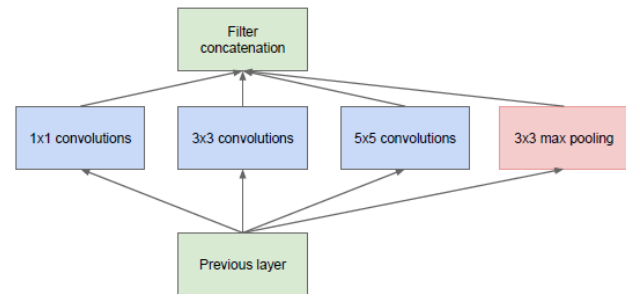 Filter
concatenation
1x1 convolutions
3x3 convolutions
5x5 convolutions
3x3 max pooling
Previous layer